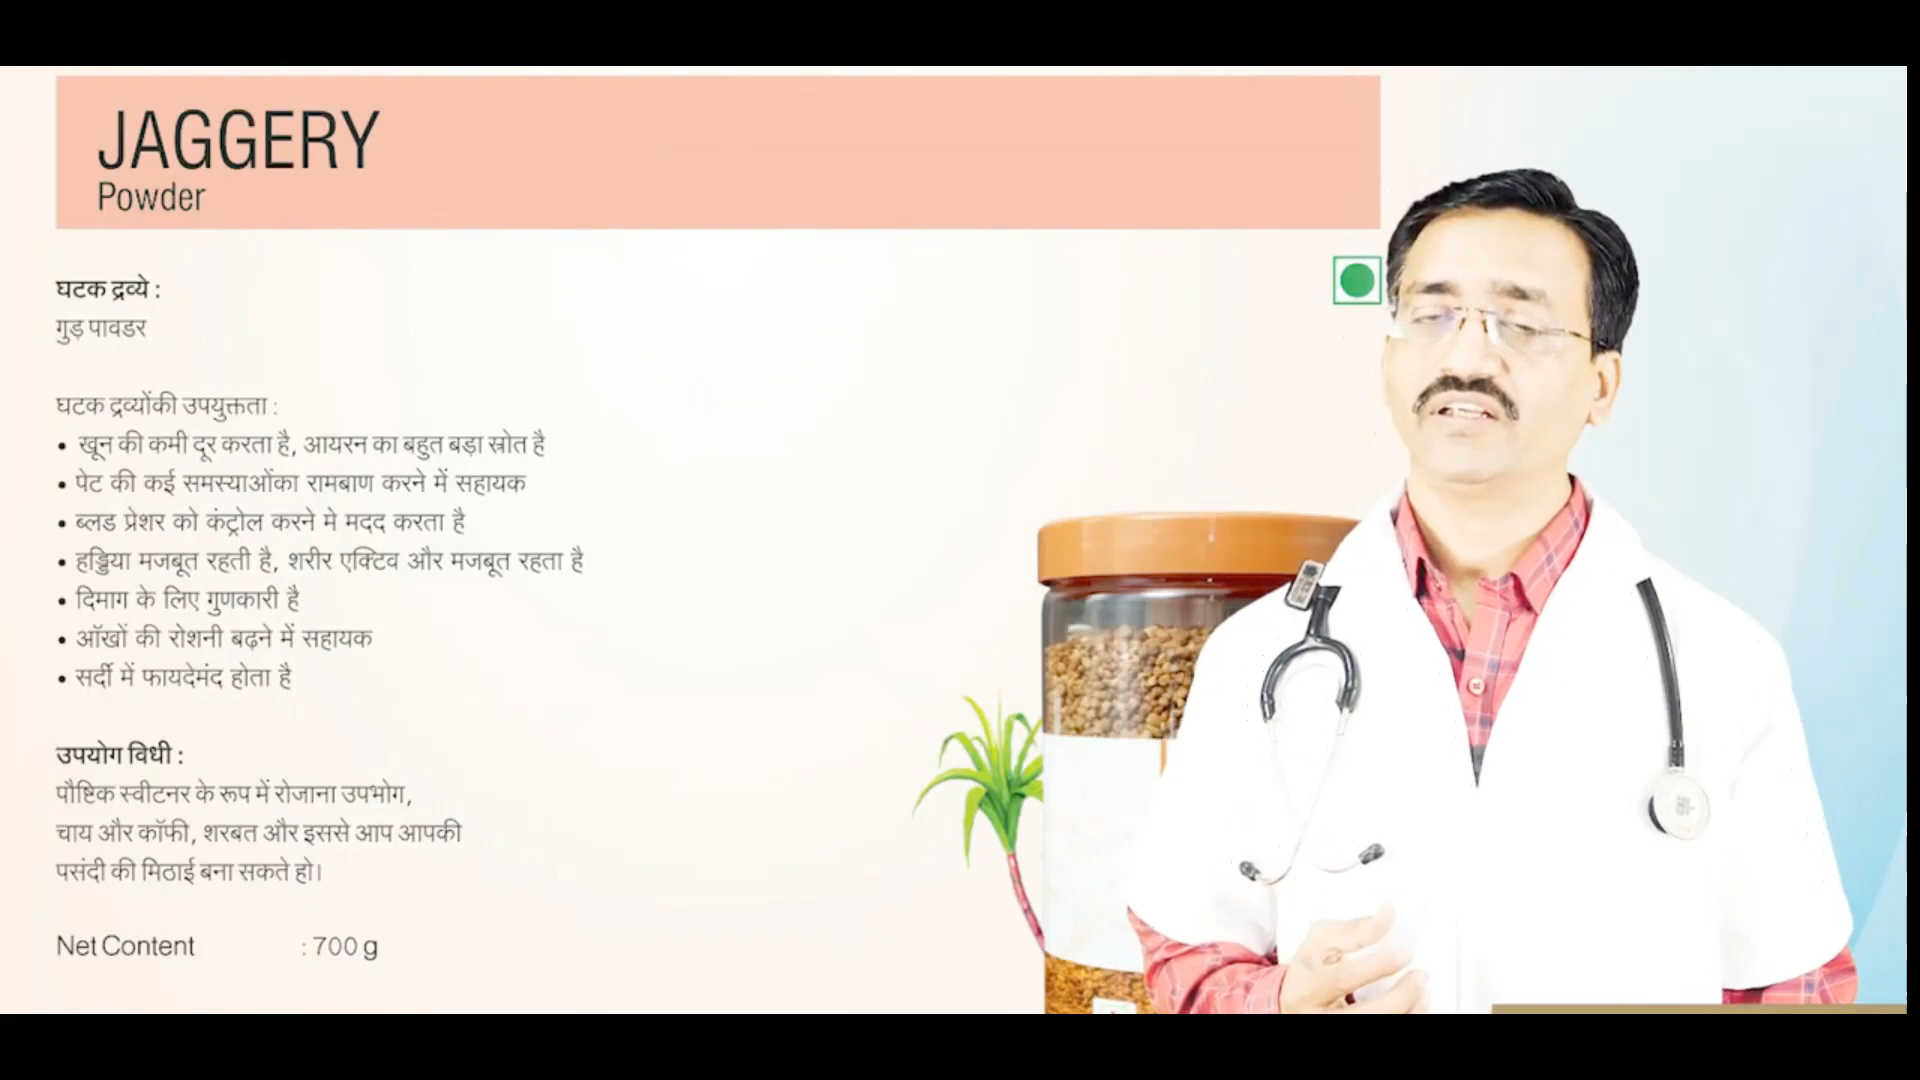 JAGGERY
Powder
घटक द्रव्ये :
गुड़ पावडर
घटक द्रव्योंकी उपयुक्तता :
• खून की कमी दूर करता है, आयरन का बहुत बड़ा स्रोत है
• पेट की कई समस्याओंका रामबाण करने में सहायक
• ब्लड प्रेशर को कंट्रोल करने मे मदद करता है
• हड्डिया मजबूत रहती है, शरीर एक्टिव और मजबूत रहता है
• दिमाग के लिए गुणकारी है
• आँखों की रोशनी बढ़ने में सहायक
• सर्दी में फायदेमंद होता है
उपयोग विधी :
पौष्टिक स्वीटनर के रूप में रोजाना उपभोग,
चाय और कॉफी, शरबत और इससे आप आपकी
पसंदी की मिठाई बना सकते हो।
Net Content : 700 g